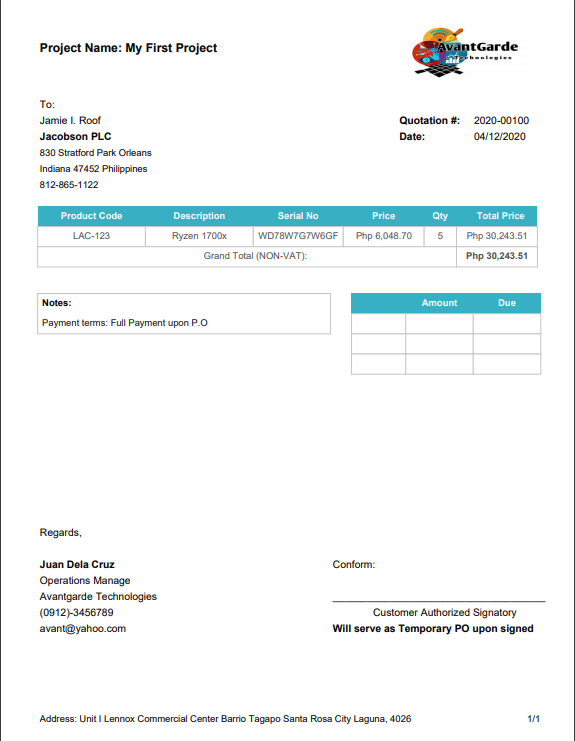 Project Name: My First Project
AvantGarde
Technologies
To:
Jamie I. Roof
Jacobson PLC
830 Stratford Park Orleans
Indiana 47452 Philippines
812-865-1122
Quotation #: 2020-00100
Date: 04/12/2020
Product Code Description Serial No Price Qty Total Price
LAC-123 Ryzen 1700x WD78W7G7W6GF Php 6,048.70 5 Php 30,243.51
Grand Total (NON-VAT): Php 30,243.51
Notes:
Payment terms: Full Payment upon P.O
Amount Due
Regards,
Juan Dela Cruz
Operations Manage
Avantgarde Technologies
(0912)-3456789
avant@yahoo.com
Conform:
Customer Authorized Signatory
Will serve as Temporary PO upon signed
Address: Unit I Lennox Commercial Center Barrio Tagapo Santa Rosa City Laguna, 4026 1/1